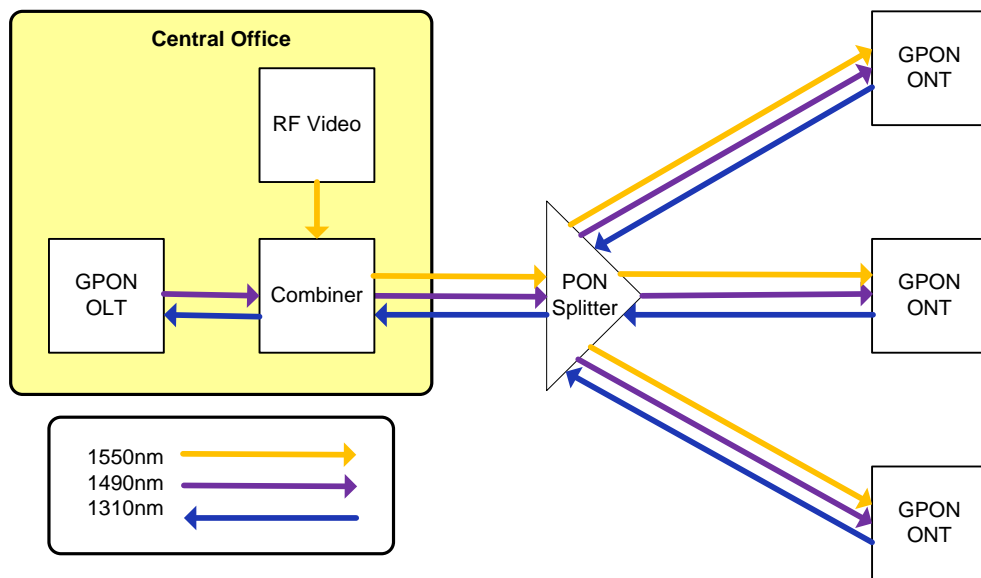 Central Office
RF Video
GPON
OLT
Combiner
PON
Splitter
GPON
ONT
GPON
ONT
GPON
ONT
1550nm
1490nm
1310nm